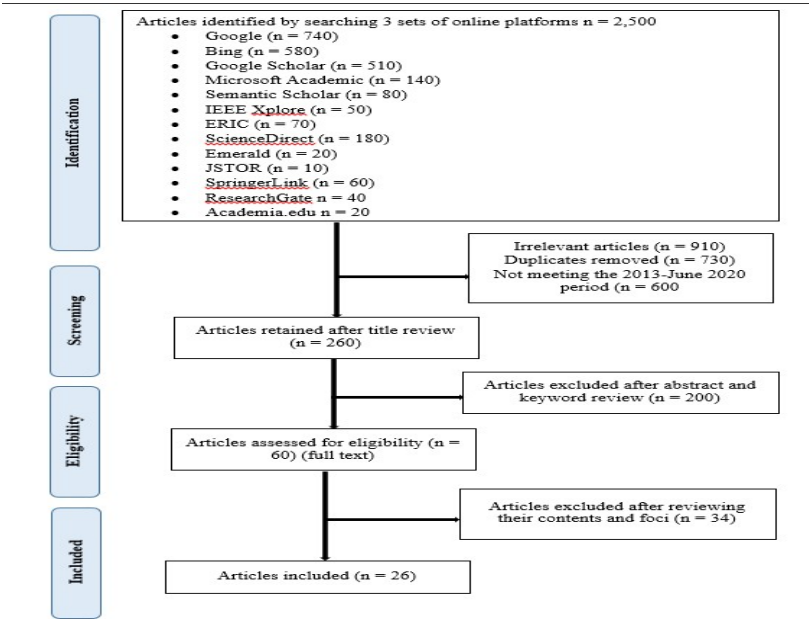 Articles identified by searching 3 sets of online platforms n = 2,500
• Google (n = 740)
• Bing (n = 580)
• Google Scholar (n = 510)
• Microsoft Academic (n = 140)
• Semantic Scholar (n = 80)
• IEEE Xplore (n = 50)
• ERIC (n = 70)
• ScienceDirect (n = 180)
• Emerald (n = 20)
• JSTOR (n = 10)
• SpringerLink (n = 60)
• ResearchGate n = 40
• Academia.edu n = 20
Identification
Irrelevant articles (n = 910)
Duplicates removed (n = 730)
Not meeting the 2013-June 2020
period (n = 600
Screening
Articles retained after title review
(n = 260)
Articles excluded after abstract and
keyword review (n = 200)
Eligibility
Articles assessed for eligibility (n =
60) (full text)
Articles excluded after reviewing
their contents and foci (n = 34)
Included
Articles included (n = 26)